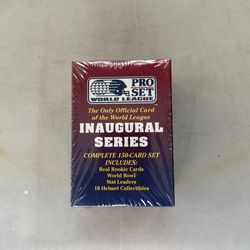 PRO
SET
WORLD LEAGUE
The Only Official Card
of the World League
INAUGURAL
SERIES
COMPLETE 150-CARD SET
INCLUDES:
Real Rookie Cards
World Bowl
Stat Leaders
10 Helmet Collectibles